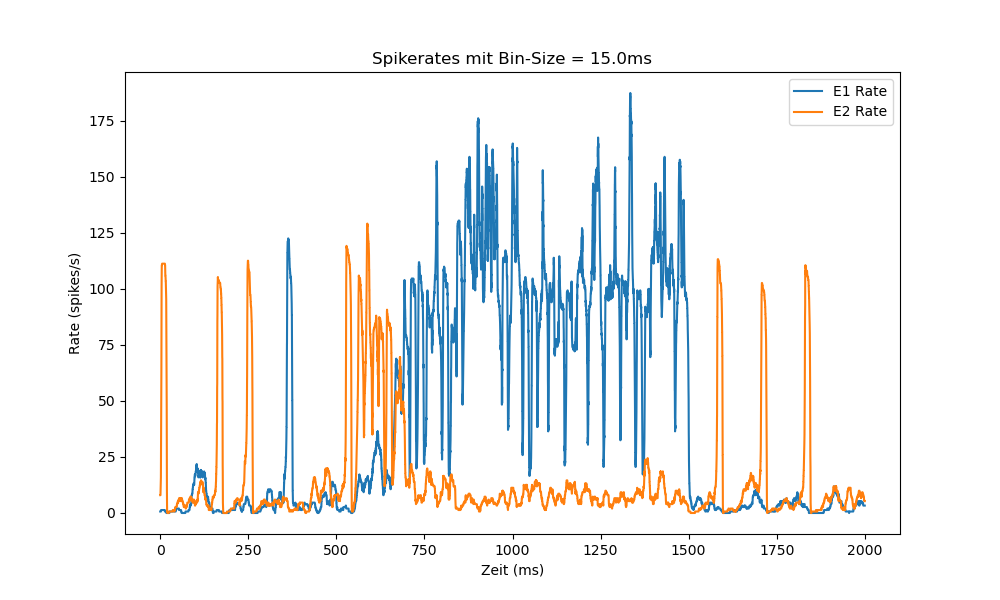 Spikerates mit Bin-Size = 15.0ms
E1 Rate
E2 Rate
175
150
125
100
75
50
25
0
Rate (spikes/s)
0 250 500 750 1000 1250 1500 1750 2000
Zeit (ms)